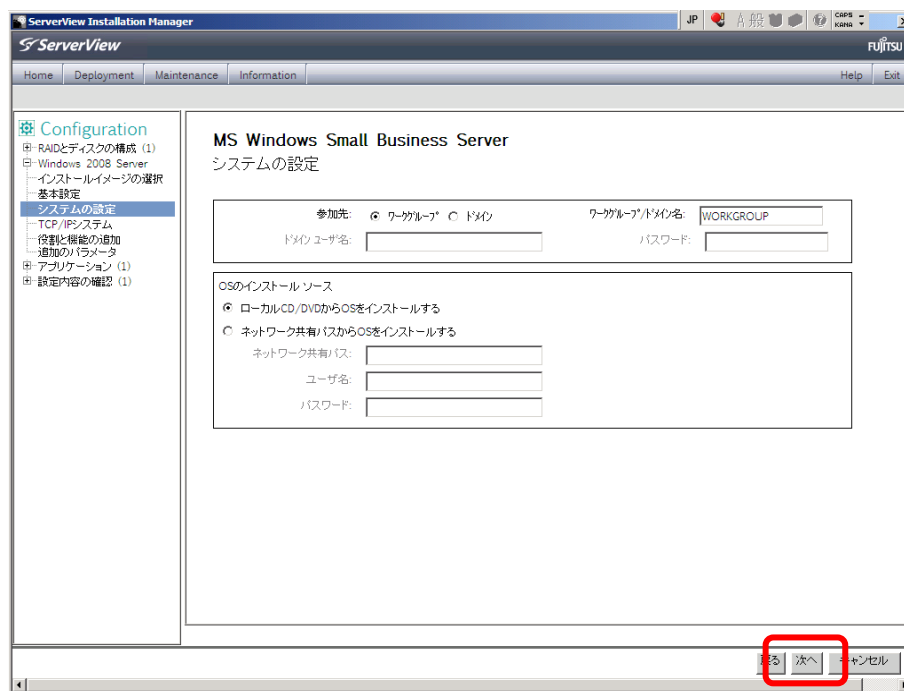 ServerView Installation Manager
JP A 般 CAPS KANA
ServerView
FUJITSU
Home Deployment Maintenance Information Help Exit
Configuration
RAIDとディスクの構成 (1)
Windows 2008 Server
インストールイメージの選択
基本設定
システムの設定
TCP/IPシステム
役割と機能の追加
追加のパラメータ
アプリケーション (1)
設定内容の確認 (1)
MS Windows Small Business Server
システムの設定
参加先: ワークグループ ドメイン ワークグループ/ドメイン名: WORKGROUP
ドメイン ユーザ名: パスワード:
OSのインストール ソース
ローカルCD/DVDからOSをインストールする
ネットワーク共有パスからOSをインストールする
ネットワーク共有パス:
ユーザ名:
パスワード:
戻る 次へ キャンセル